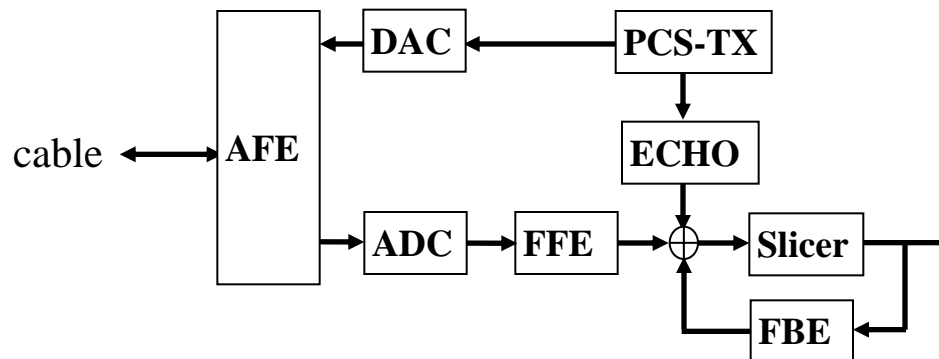 DAC
PCS-TX
cable
AFE
ECHO
ADC
FFE
Slicer
FBE